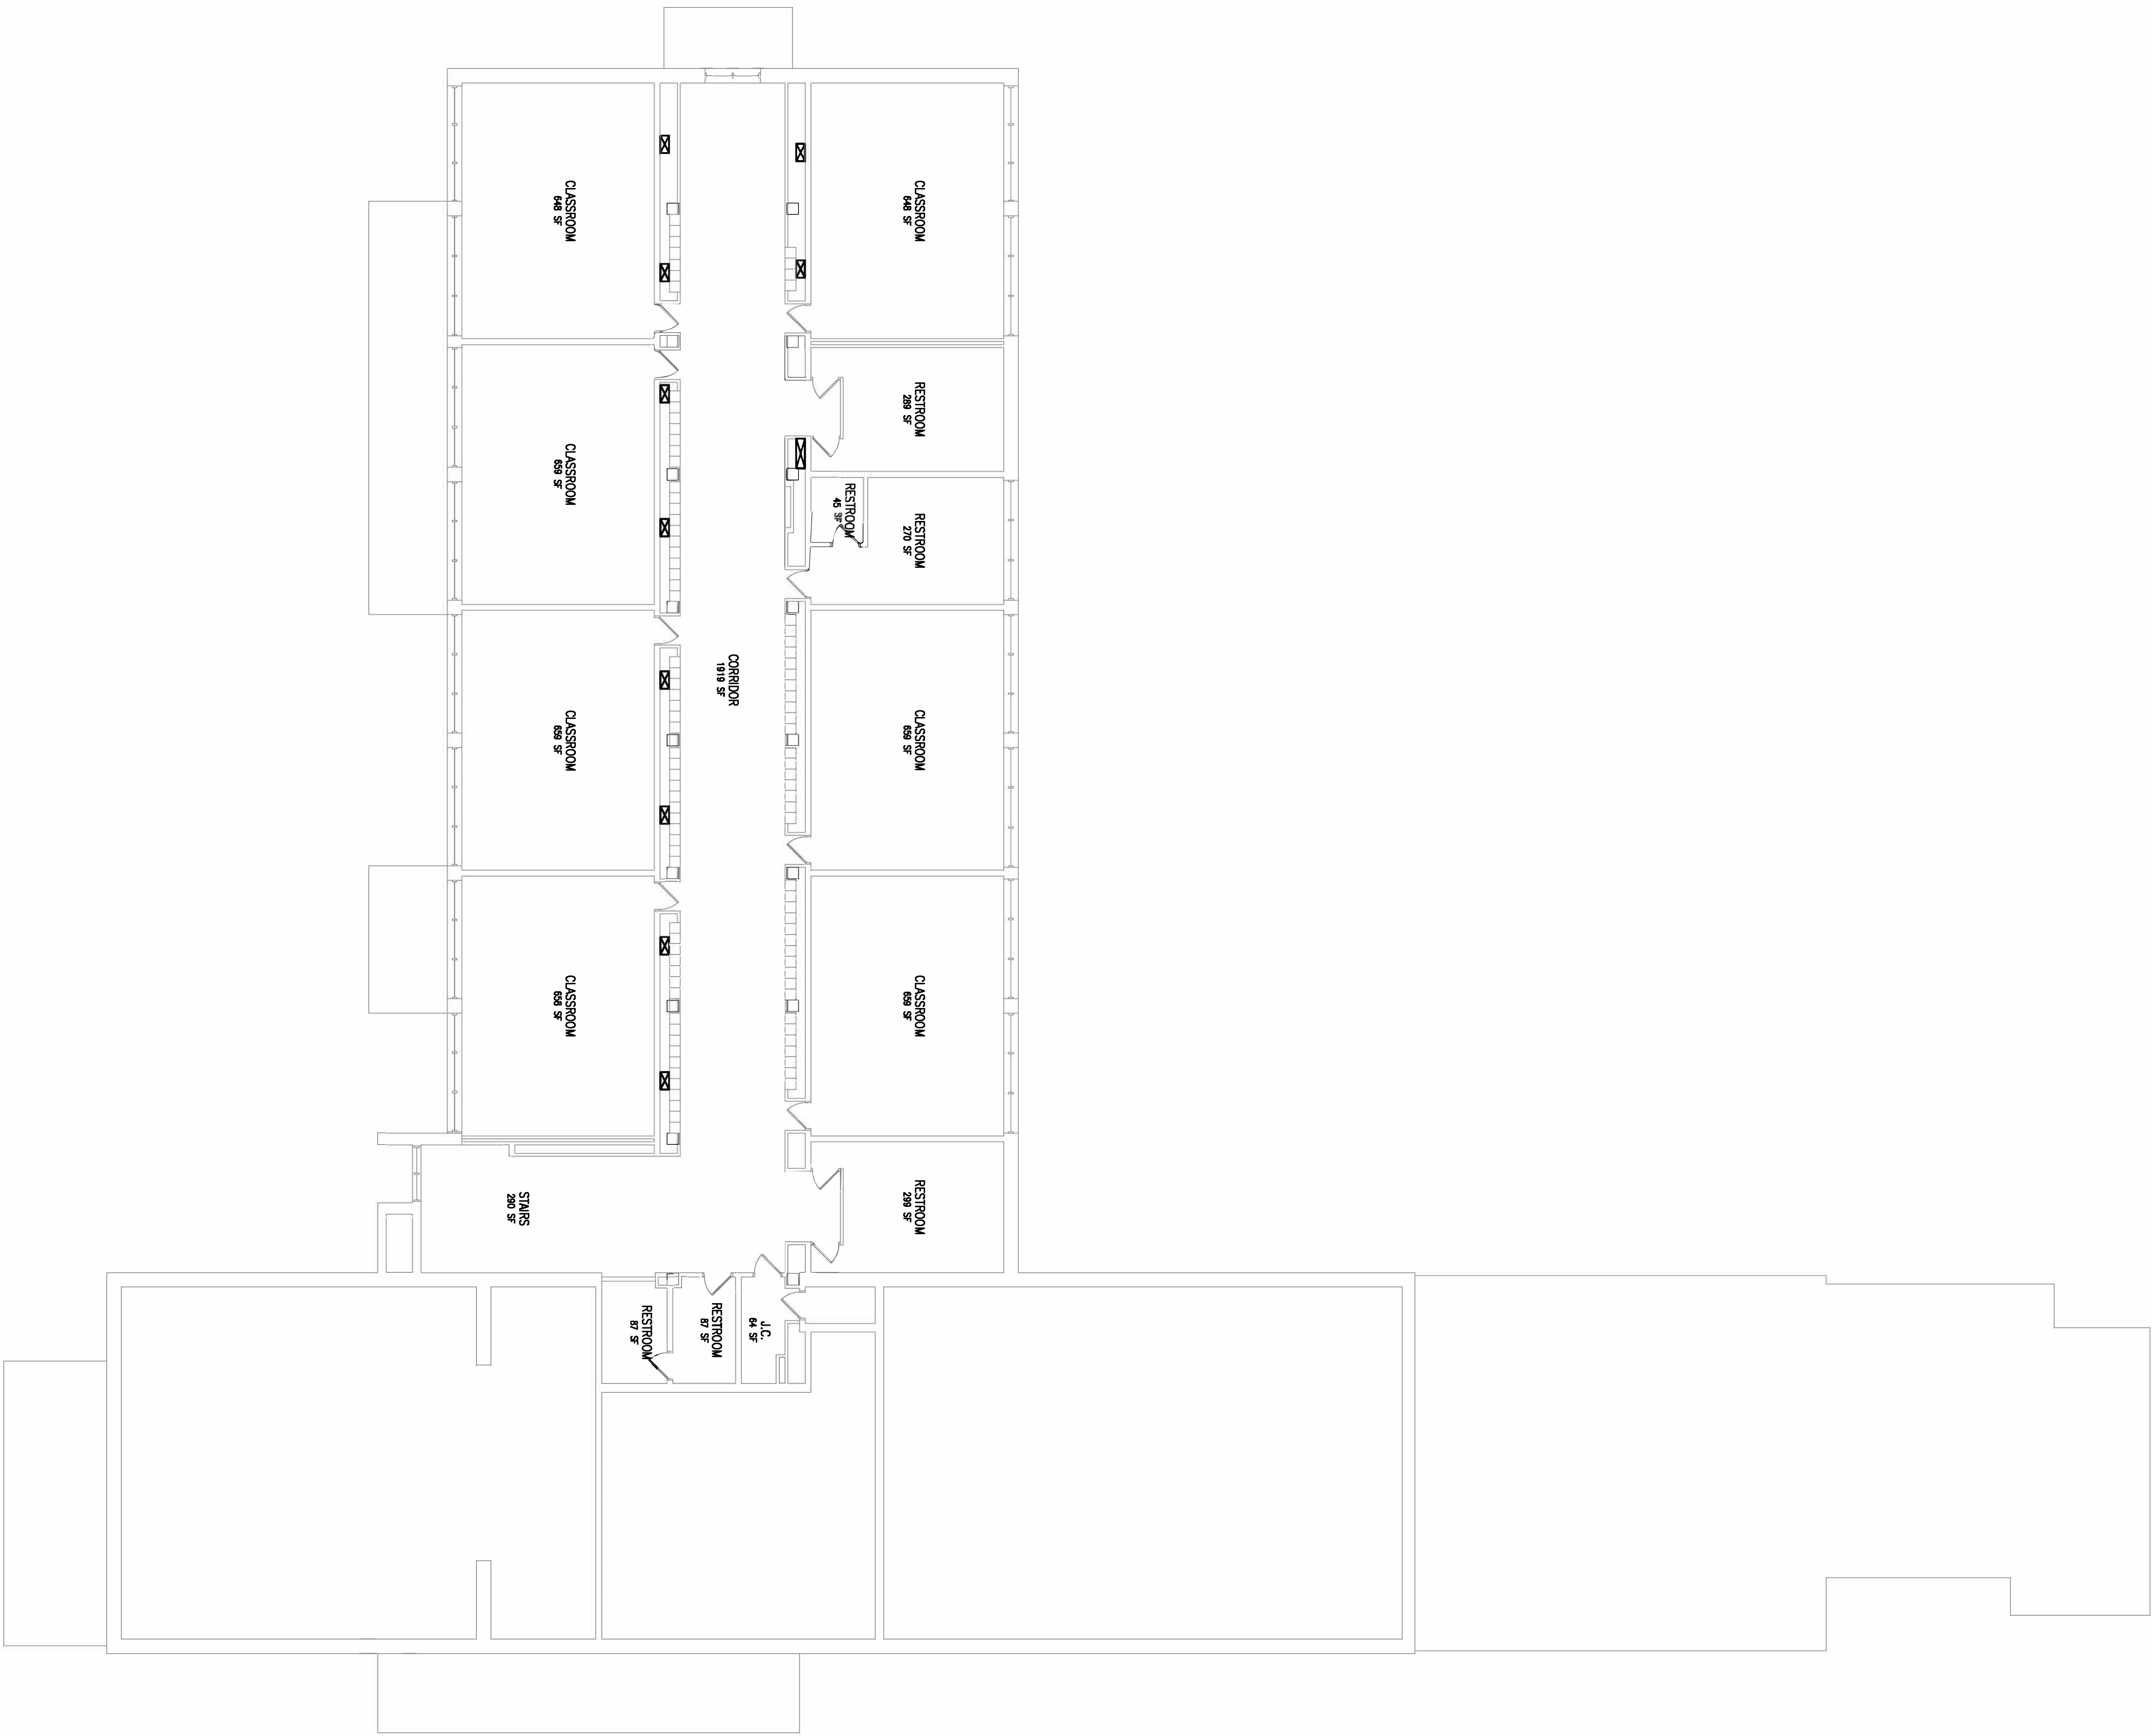 CLASSROOM
648 SF
CLASSROOM
648 SF
RESTROOM
289 SF
CLASSROOM
659 SF
RESTROOM
45 SF
RESTROOM
270 SF
CORRIDOR
1919 SF
CLASSROOM
659 SF
CLASSROOM
659 SF
CLASSROOM
658 SF
CLASSROOM
659 SF
STAIRS
290 SF
RESTROOM
299 SF
RESTROOM
87 SF
RESTROOM
87 SF
J.C.
64 SF